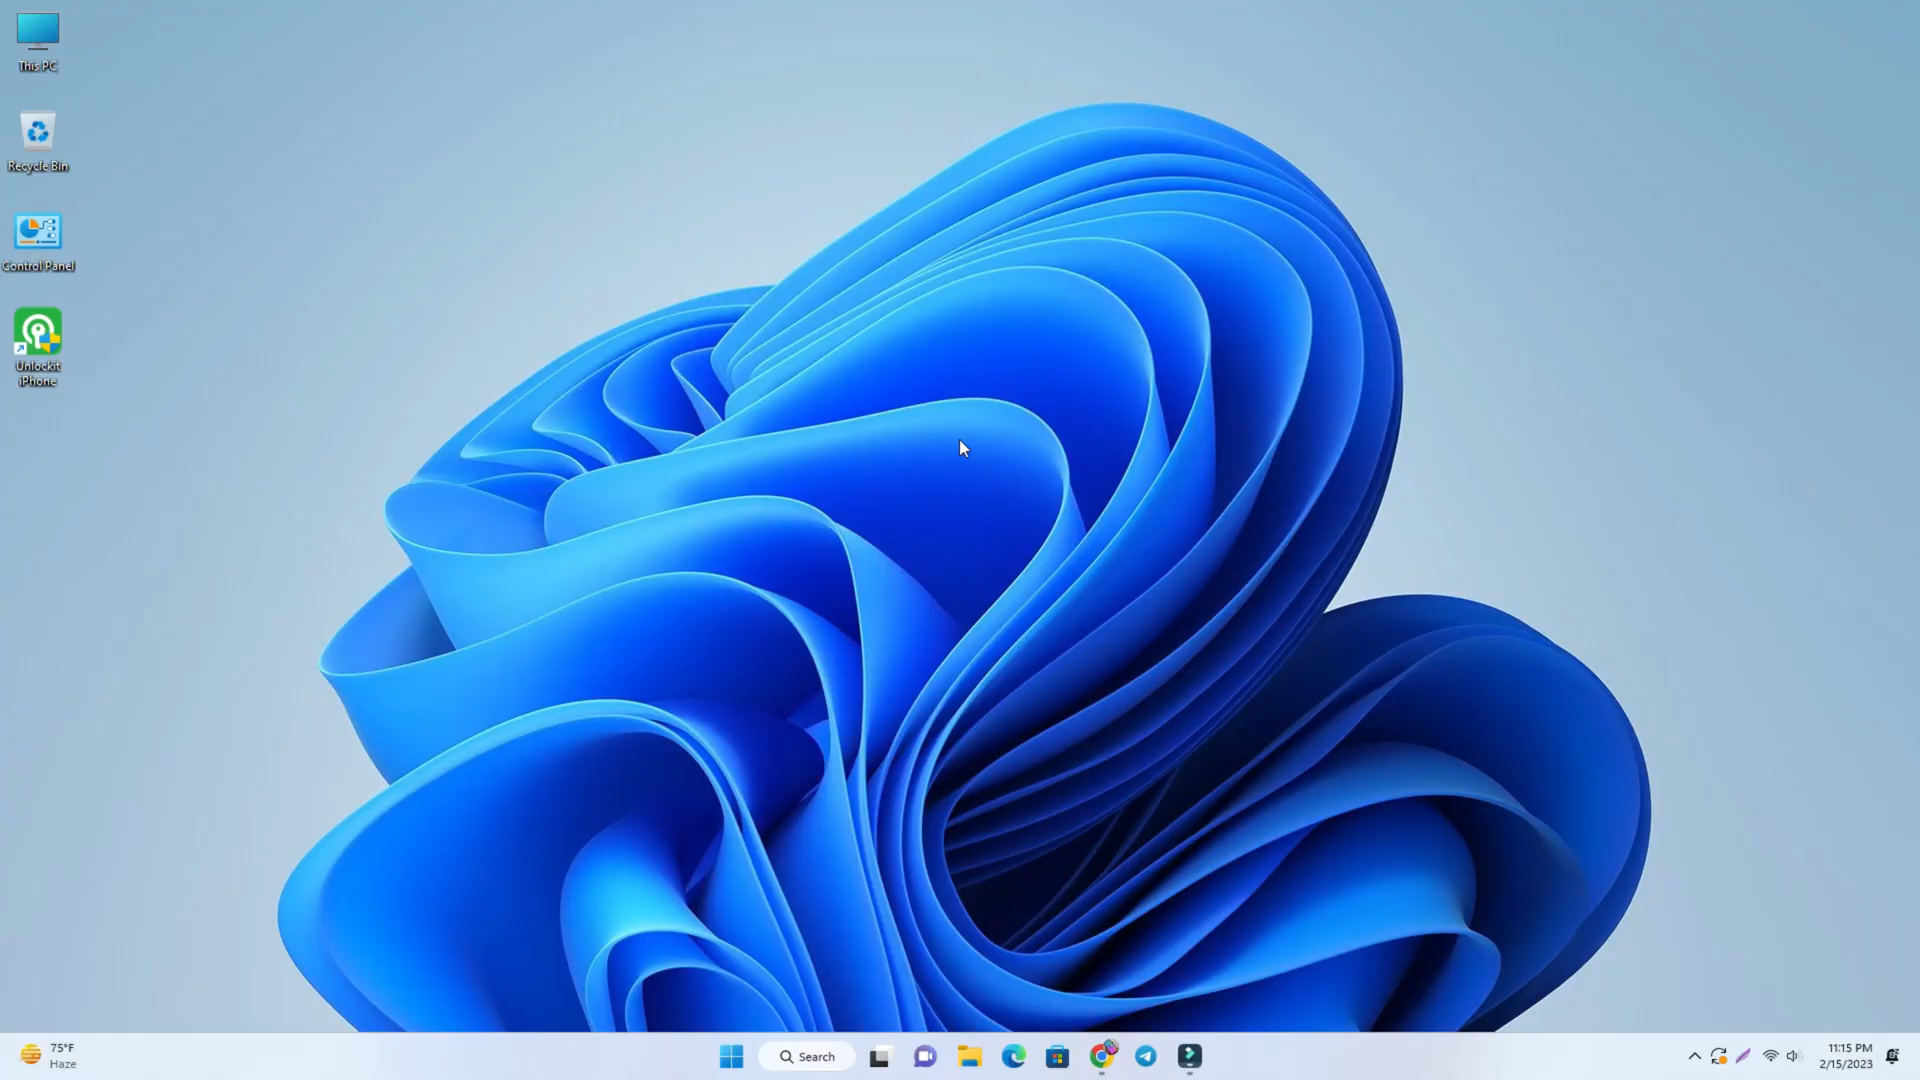 This PC
Recycle Bin
Control Panel
Unlockit
iPhone
75°F
Haze
Search
11:15 PM
2/15/2023